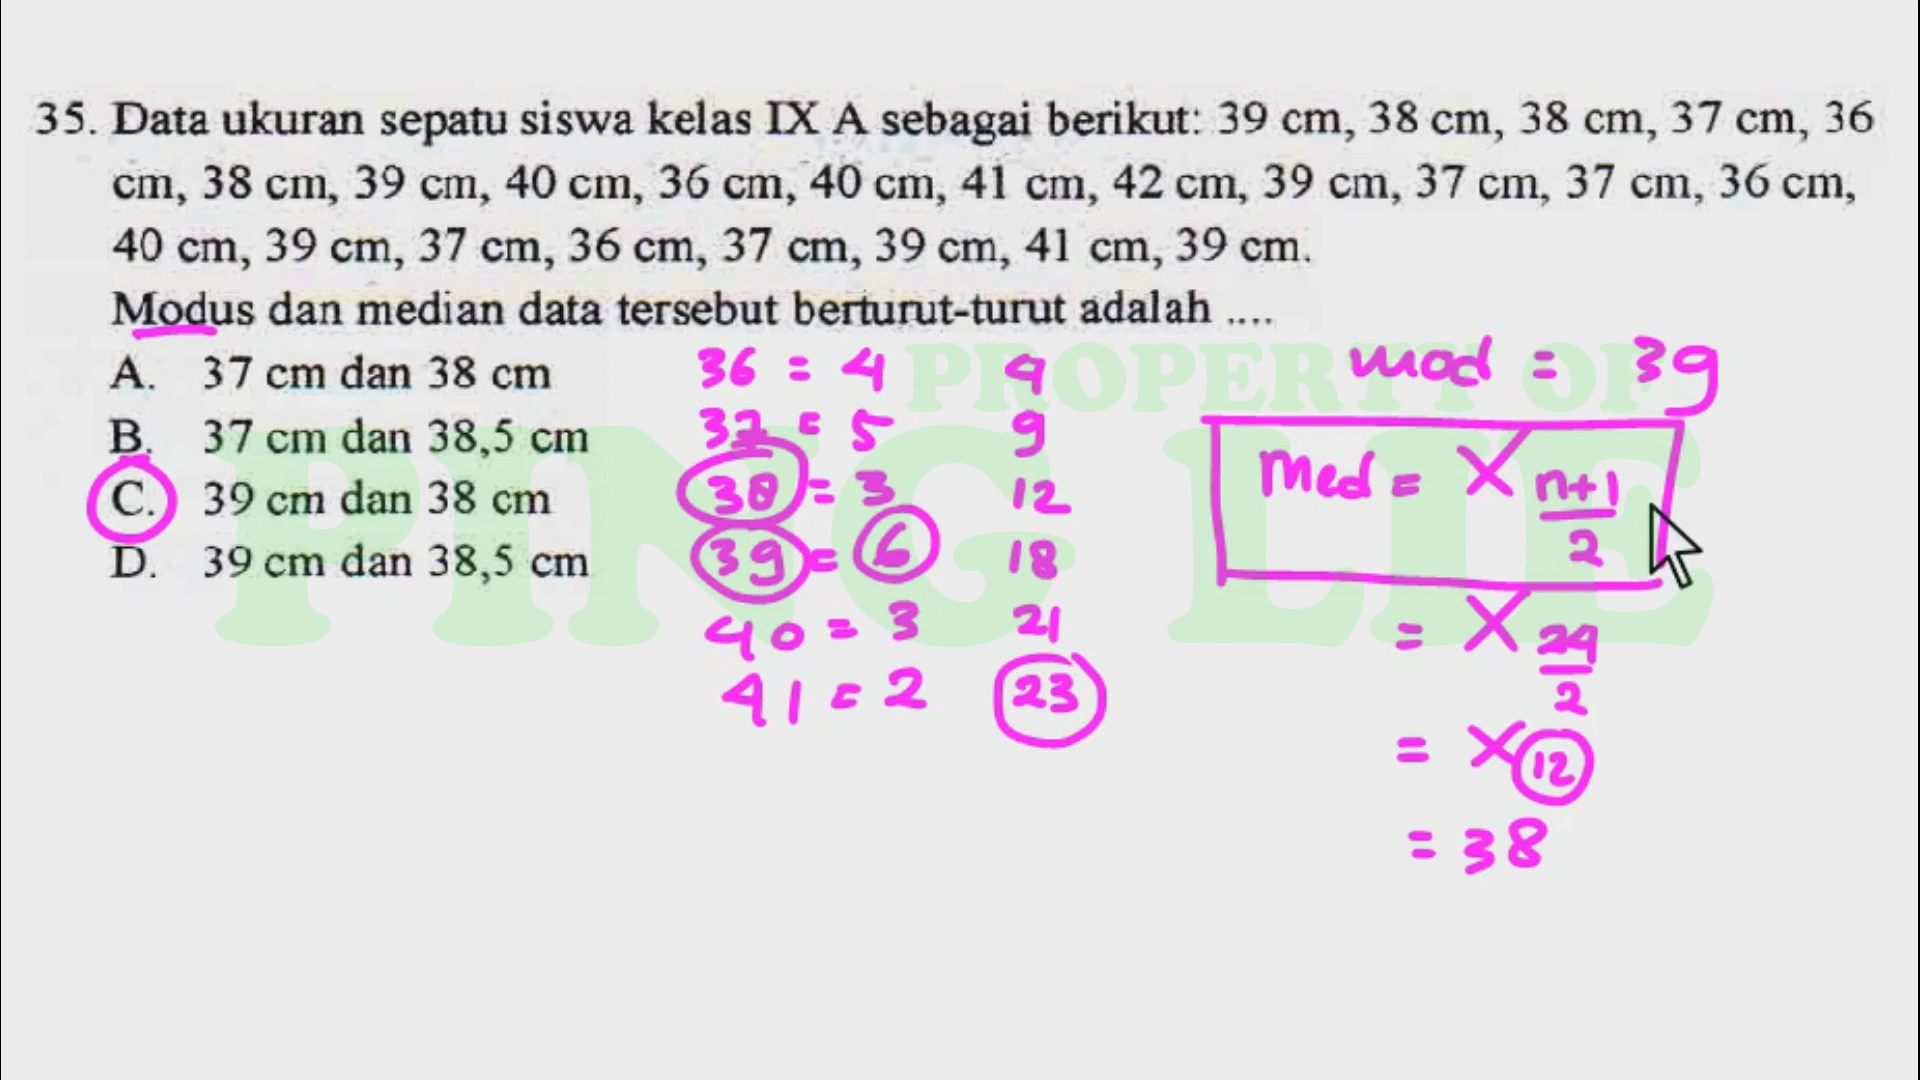 35. Data ukuran sepatu siswa kelas IX A sebagai berikut: 39 cm, 38 cm, 38 cm, 37 cm, 36
cm, 38 cm, 39 cm, 40 cm, 36 cm, 40 cm, 41 cm, 42 cm, 39 cm, 37 cm, 37 cm, 36 cm,
40 cm, 39 cm, 37 cm, 36 cm, 37 cm, 39 cm, 41 cm, 39 cm.
Modus dan median data tersebut berturut-turut adalah ....
A. 37 cm dan 38 cm
B. 37 cm dan 38,5 cm
C. 39 cm dan 38 cm
D. 39 cm dan 38,5 cm
36 = 4 4
37 = 5 9
38 = 3 12
39 = 6 18
40 = 3 21
41 = 2 23
mod = 39
Med = X n+1
2
= X 24
2
= X 12
= 38
PROPERTY OF
PING LIE